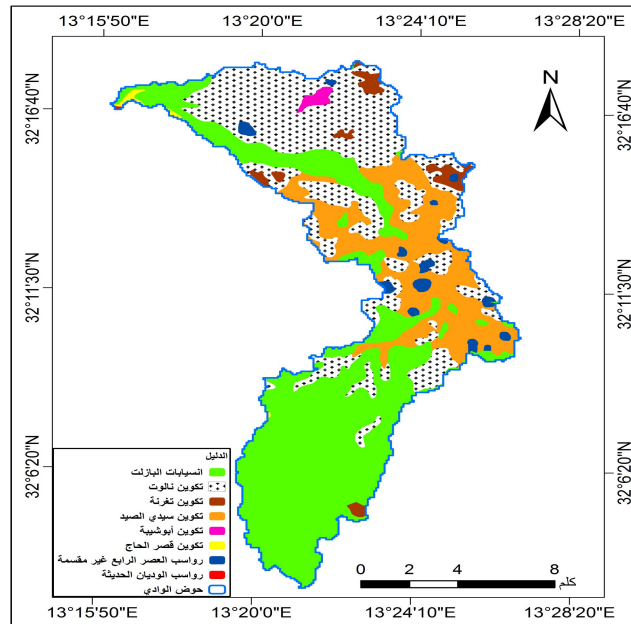 13°15'50"E 13°20'0"E 13°24'10"E 13°28'20"E
32°16'40"N 32°16'40"N
N
32°11'30"N 32°11'30"N
32°6'20"N 32°6'20"N
الدليل
انسيابات البازلت
تكوين نالوت
تكوين تغرنة
تكوين سيدي الصيد
تكوين أبوشيبة
تكوين قصر الحاج
رواسب العصر الرابع غير مقسمة
رواسب الوديان الحديثة
حوض الوادي
0 2 4 8
كلم
13°15'50"E 13°20'0"E 13°24'10"E 13°28'20"E